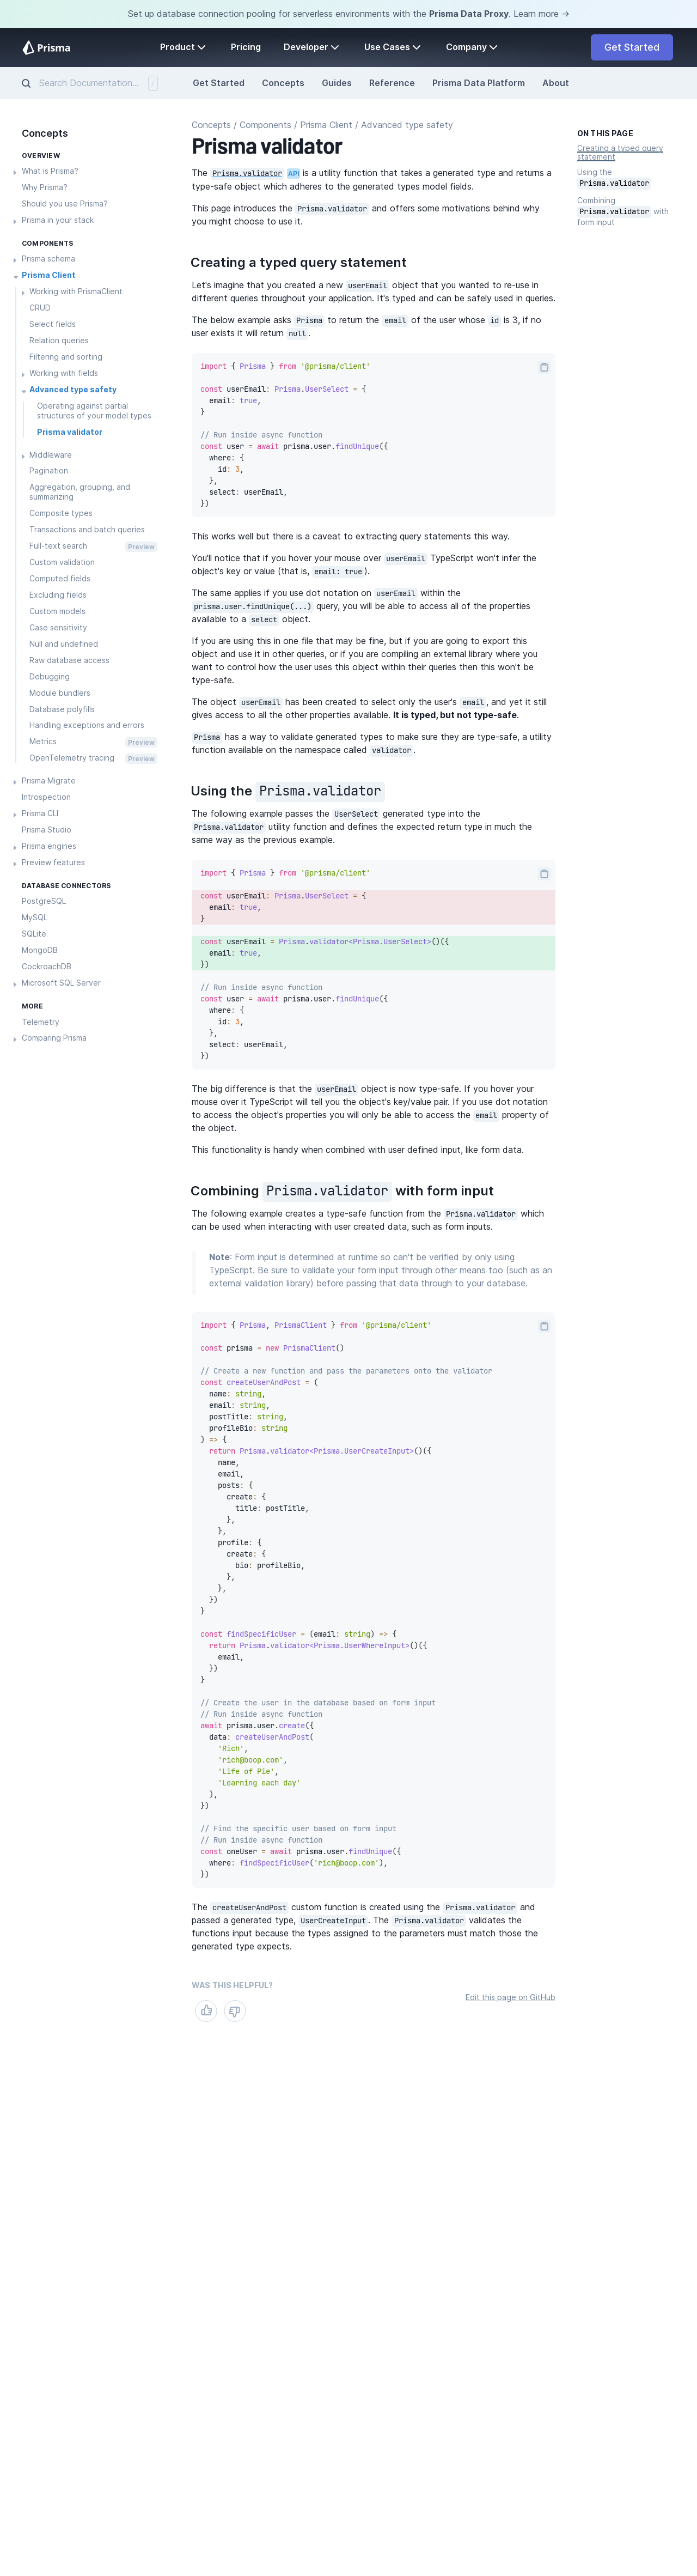 Set up database connection pooling for serverless environments with the Prisma Data Proxy. Learn more →
Prisma
Product
Pricing
Developer
Use Cases
Company
Get Started
Search Documentation...
/
Get Started
Concepts
Guides
Reference
Prisma Data Platform
About
Concepts
OVERVIEW
What is Prisma?
Why Prisma?
Should you use Prisma?
Prisma in your stack
COMPONENTS
Prisma schema
Prisma Client
Working with PrismaClient
CRUD
Select fields
Relation queries
Filtering and sorting
Working with fields
Advanced type safety
Operating against partial
structures of your model types
Prisma validator
Middleware
Pagination
Aggregation, grouping, and
summarizing
Composite types
Transactions and batch queries
Full-text search Preview
Custom validation
Computed fields
Excluding fields
Custom models
Case sensitivity
Null and undefined
Raw database access
Debugging
Module bundlers
Database polyfills
Handling exceptions and errors
Metrics Preview
OpenTelemetry tracing Preview
Prisma Migrate
Introspection
Prisma CLI
Prisma Studio
Prisma engines
Preview features
DATABASE CONNECTORS
PostgreSQL
MySQL
SQLite
MongoDB
CockroachDB
Microsoft SQL Server
MORE
Telemetry
Comparing Prisma
Concepts / Components / Prisma Client / Advanced type safety
Prisma validator
The Prisma.validator API is a utility function that takes a generated type and returns a
type-safe object which adheres to the generated types model fields.
This page introduces the Prisma.validator and offers some motivations behind why
you might choose to use it.
Creating a typed query statement
Let's imagine that you created a new userEmail object that you wanted to re-use in
different queries throughout your application. It's typed and can be safely used in queries.
The below example asks Prisma to return the email of the user whose id is 3, if no
user exists it will return null.
import { Prisma } from '@prisma/client'
const userEmail: Prisma.UserSelect = {
email: true,
}
// Run inside async function
const user = await prisma.user.findUnique({
where: {
id: 3,
},
select: userEmail,
})
This works well but there is a caveat to extracting query statements this way.
You'll notice that if you hover your mouse over userEmail TypeScript won't infer the
object's key or value (that is, email: true).
The same applies if you use dot notation on userEmail within the
prisma.user.findUnique(...) query, you will be able to access all of the properties
available to a select object.
If you are using this in one file that may be fine, but if you are going to export this
object and use it in other queries, or if you are compiling an external library where you
want to control how the user uses this object within their queries then this won't be
type-safe.
The object userEmail has been created to select only the user's email, and yet it still
gives access to all the other properties available. It is typed, but not type-safe.
Prisma has a way to validate generated types to make sure they are type-safe, a utility
function available on the namespace called validator.
Using the Prisma.validator
The following example passes the UserSelect generated type into the
Prisma.validator utility function and defines the expected return type in much the
same way as the previous example.
import { Prisma } from '@prisma/client'
const userEmail: Prisma.UserSelect = {
email: true,
}
const userEmail = Prisma.validator<Prisma.UserSelect>()({
email: true,
})
// Run inside async function
const user = await prisma.user.findUnique({
where: {
id: 3,
},
select: userEmail,
})
The big difference is that the userEmail object is now type-safe. If you hover your
mouse over it TypeScript will tell you the object's key/value pair. If you use dot notation
to access the object's properties you will only be able to access the email property of
the object.
This functionality is handy when combined with user defined input, like form data.
Combining Prisma.validator with form input
The following example creates a type-safe function from the Prisma.validator which
can be used when interacting with user created data, such as form inputs.
Note: Form input is determined at runtime so can't be verified by only using
TypeScript. Be sure to validate your form input through other means too (such as an
external validation library) before passing that data through to your database.
import { Prisma, PrismaClient } from '@prisma/client'
const prisma = new PrismaClient()
// Create a new function and pass the parameters onto the validator
const createUserAndPost = (
name: string,
email: string,
postTitle: string,
profileBio: string
) => {
return Prisma.validator<Prisma.UserCreateInput>()({
name,
email,
posts: {
create: {
title: postTitle,
},
},
profile: {
create: {
bio: profileBio,
},
},
})
}
const findSpecificUser = (email: string) => {
return Prisma.validator<Prisma.UserWhereInput>()({
email,
})
}
// Create the user in the database based on form input
// Run inside async function
await prisma.user.create({
data: createUserAndPost(
'Rich',
'rich@boop.com',
'Life of Pie',
'Learning each day'
),
})
// Find the specific user based on form input
// Run inside async function
const oneUser = await prisma.user.findUnique({
where: findSpecificUser('rich@boop.com'),
})
The createUserAndPost custom function is created using the Prisma.validator and
passed a generated type, UserCreateInput. The Prisma.validator validates the
functions input because the types assigned to the parameters must match those the
generated type expects.
WAS THIS HELPFUL?
Edit this page on GitHub
ON THIS PAGE
Creating a typed query
statement
Using the
Prisma.validator
Combining
Prisma.validator with
form input